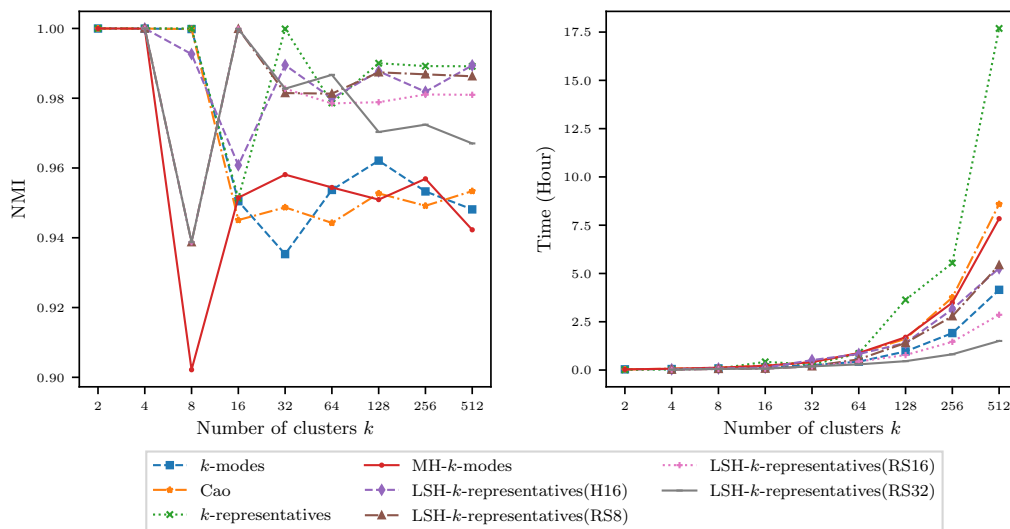 1.00
0.98
0.96
0.94
0.92
0.90
NMI
2 4 8 16 32 64 128 256 512
Number of clusters k
17.5
15.0
12.5
10.0
7.5
5.0
2.5
0.0
Time (Hour)
2 4 8 16 32 64 128 256 512
Number of clusters k
k-modes
Cao
k-representatives
MH-k-modes
LSH-k-representatives(H16)
LSH-k-representatives(RS8)
LSH-k-representatives(RS16)
LSH-k-representatives(RS32)